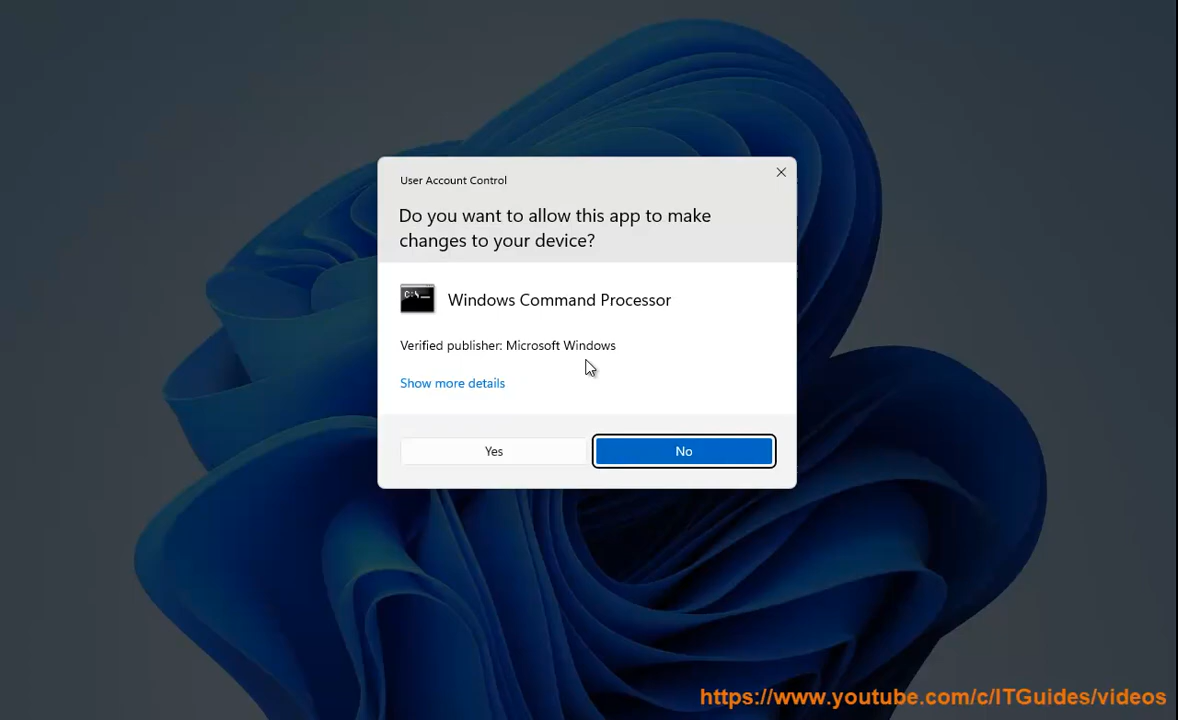 User Account Control
Do you want to allow this app to make
changes to your device?
C:\_
Windows Command Processor
Verified publisher: Microsoft Windows
Show more details
Yes
No
https://www.youtube.com/c/ITGuides/videos